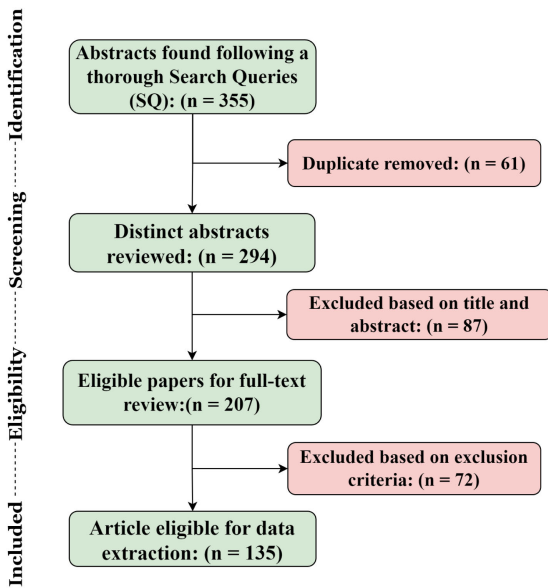 Abstracts found following a
thorough Search Queries
(SQ): (n = 355)
Duplicate removed: (n = 61)
Distinct abstracts
reviewed: (n = 294)
Excluded based on title and
abstract: (n = 87)
Eligible papers for full-text
review:(n = 207)
Excluded based on exclusion
criteria: (n = 72)
Article eligible for data
extraction: (n = 135)
Included -------Eligibility ------Screening ------Identification